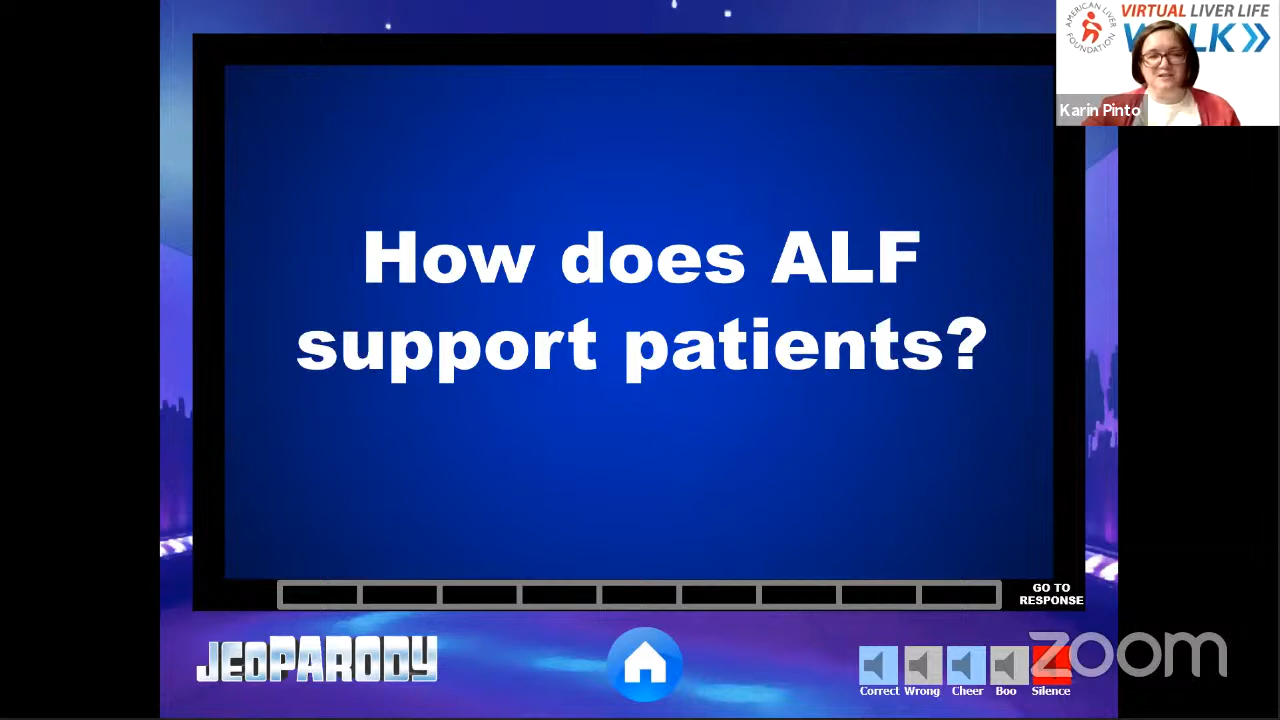 AMERICAN LIVER FOUNDATION
VIRTUAL LIVER LIFE
WALK
Karin Pinto
How does ALF
support patients?
GO TO
RESPONSE
JEOPARODY
Correct Wrong Cheer Boo Silence
zoom